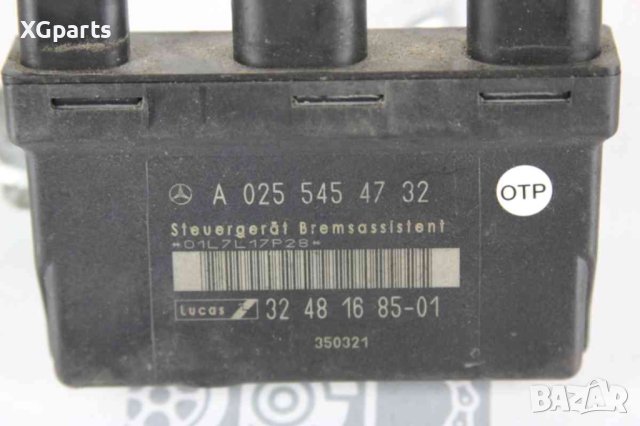 XGparts
A 025 545 47 32
OTP
Steuergerät Bremsassistent
*01L7L17P28*
Lucas 32 48 16 85-01
350321
BAZAR